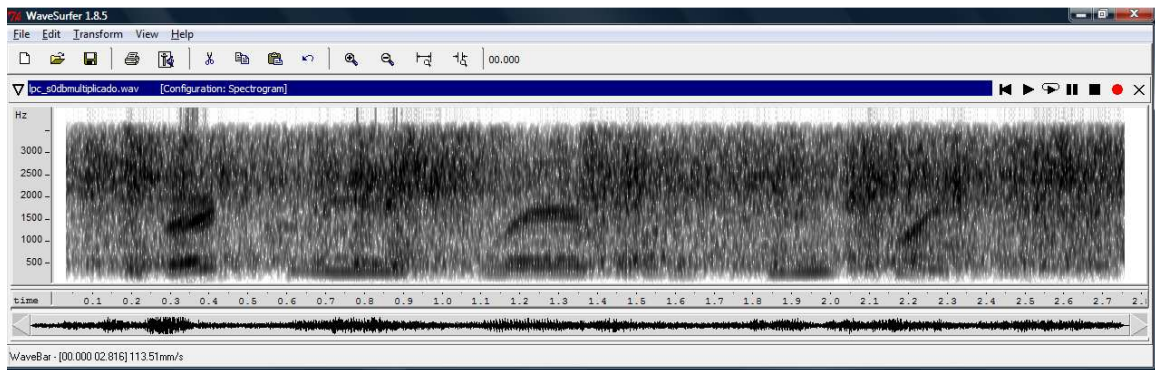 WaveSurfer 1.8.5
File Edit Transform View Help
00.000
lpc_s0dbmultiplicado.wav [Configuration: Spectrogram]
Hz
3000
2500
2000
1500
1000
500
time 0.1 0.2 0.3 0.4 0.5 0.6 0.7 0.8 0.9 1.0 1.1 1.2 1.3 1.4 1.5 1.6 1.7 1.8 1.9 2.0 2.1 2.2 2.3 2.4 2.5 2.6 2.7
WaveBar - [00.000 02.816] 113.51mm/s